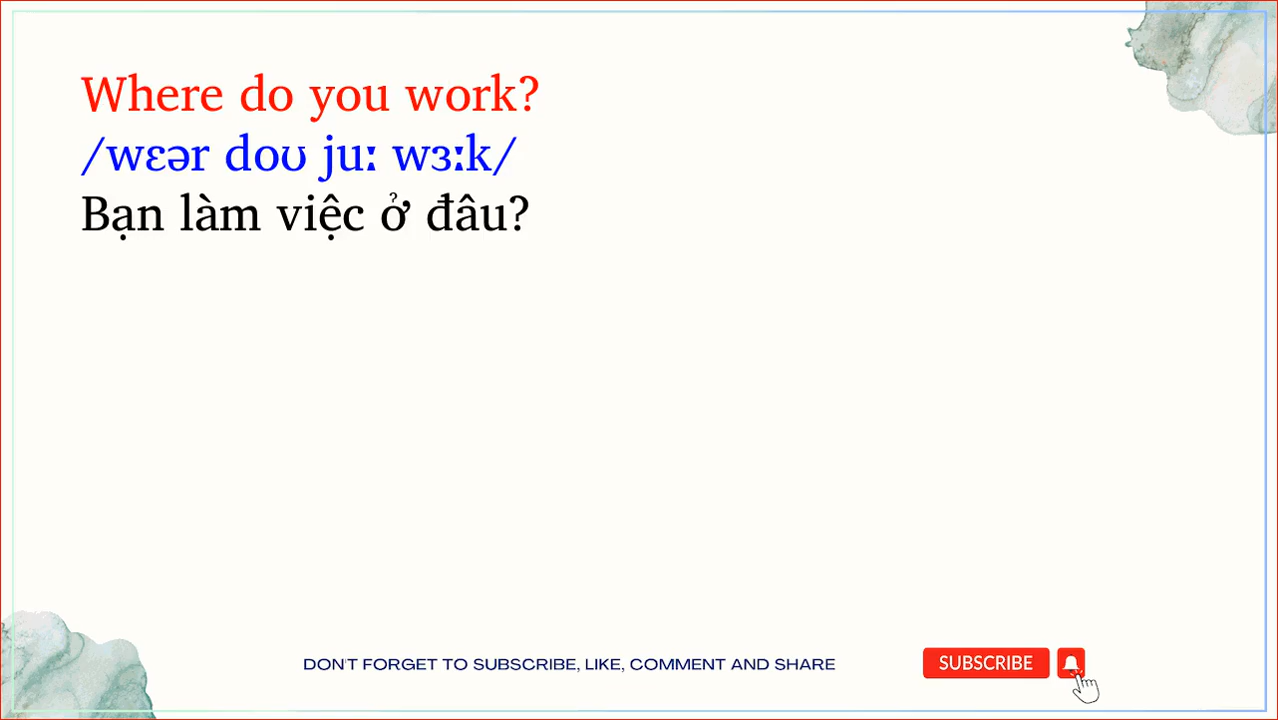 Where do you work?
/wɛər doʊ juː wɜːk/
Bạn làm việc ở đâu?
DON'T FORGET TO SUBSCRIBE, LIKE, COMMENT AND SHARE
SUBSCRIBE